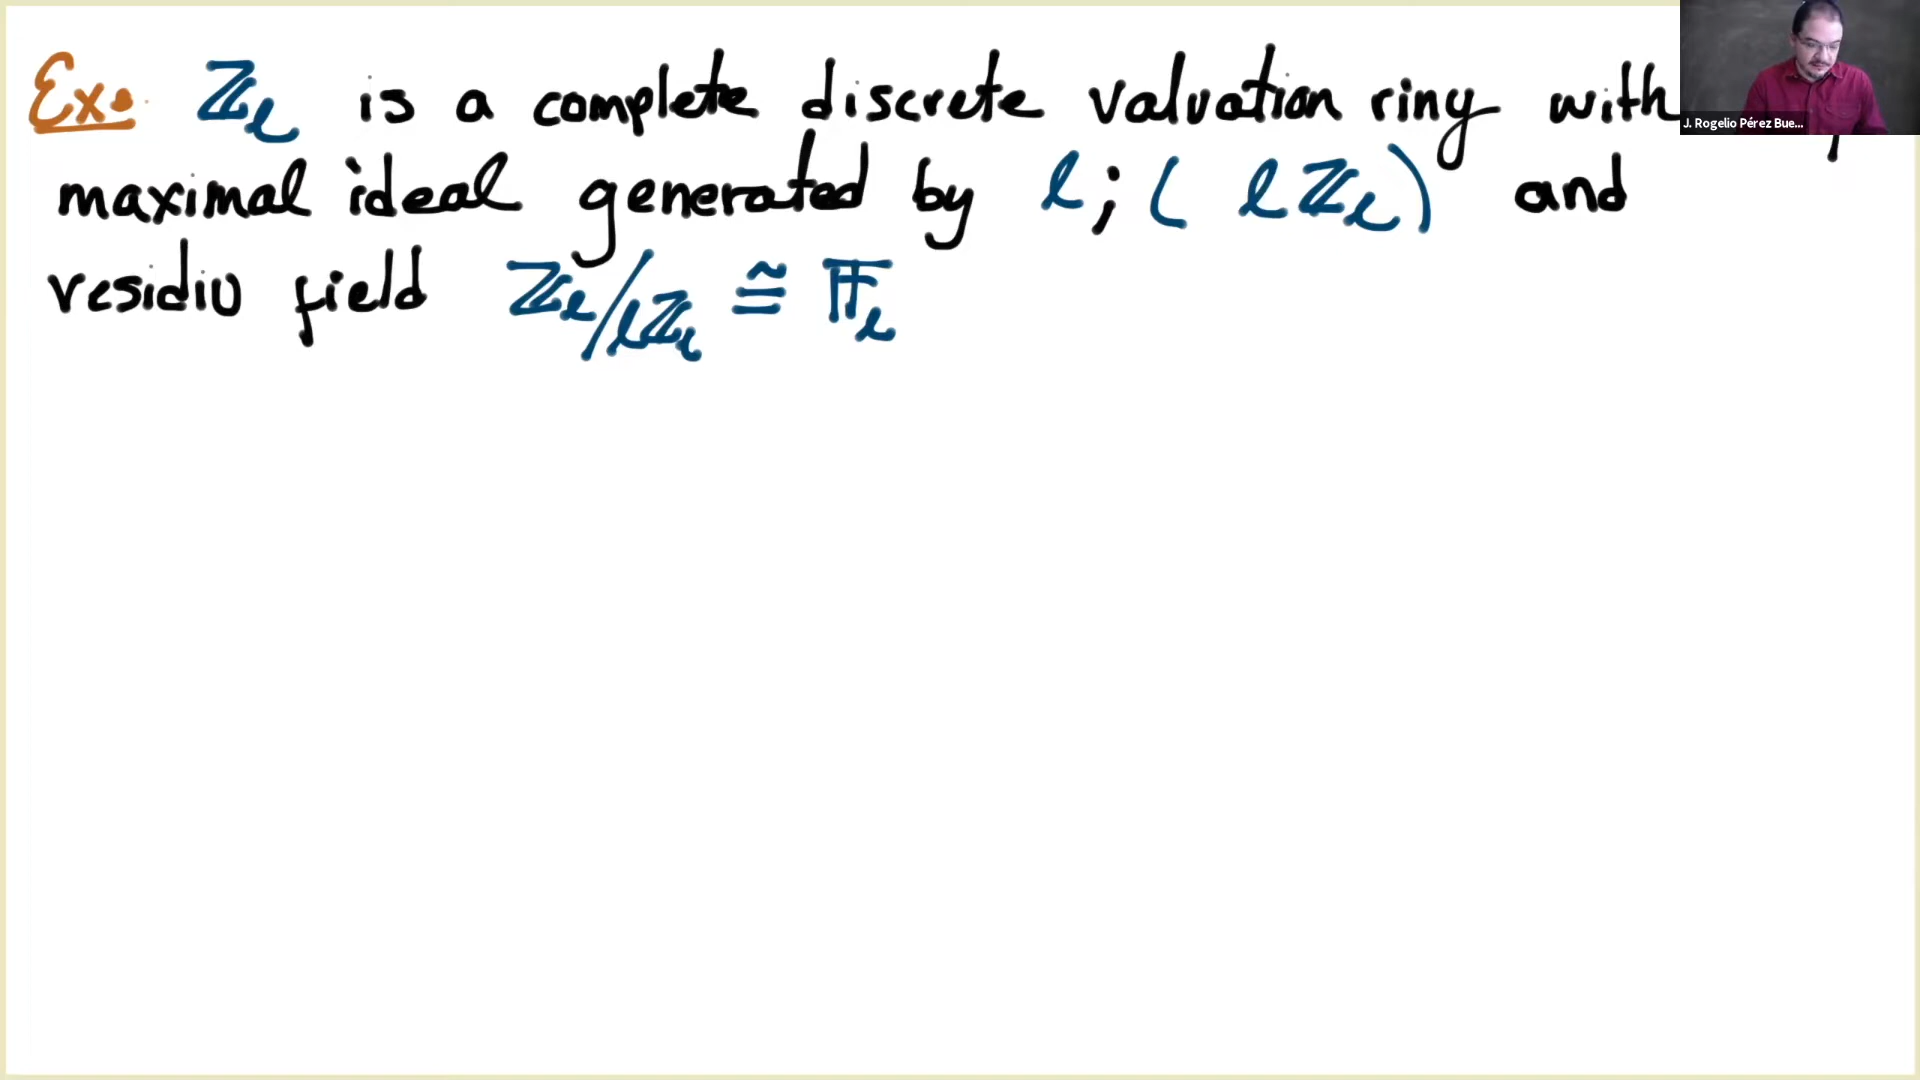 Ex. ℤ_ℓ is a complete discrete valuation ring with
maximal ideal generated by ℓ; ( ℓℤ_ℓ) and
residiu field ℤ_ℓ/ℓℤ_ℓ ≅ 𝔽_ℓ
J. Rogelio Pérez Bue...